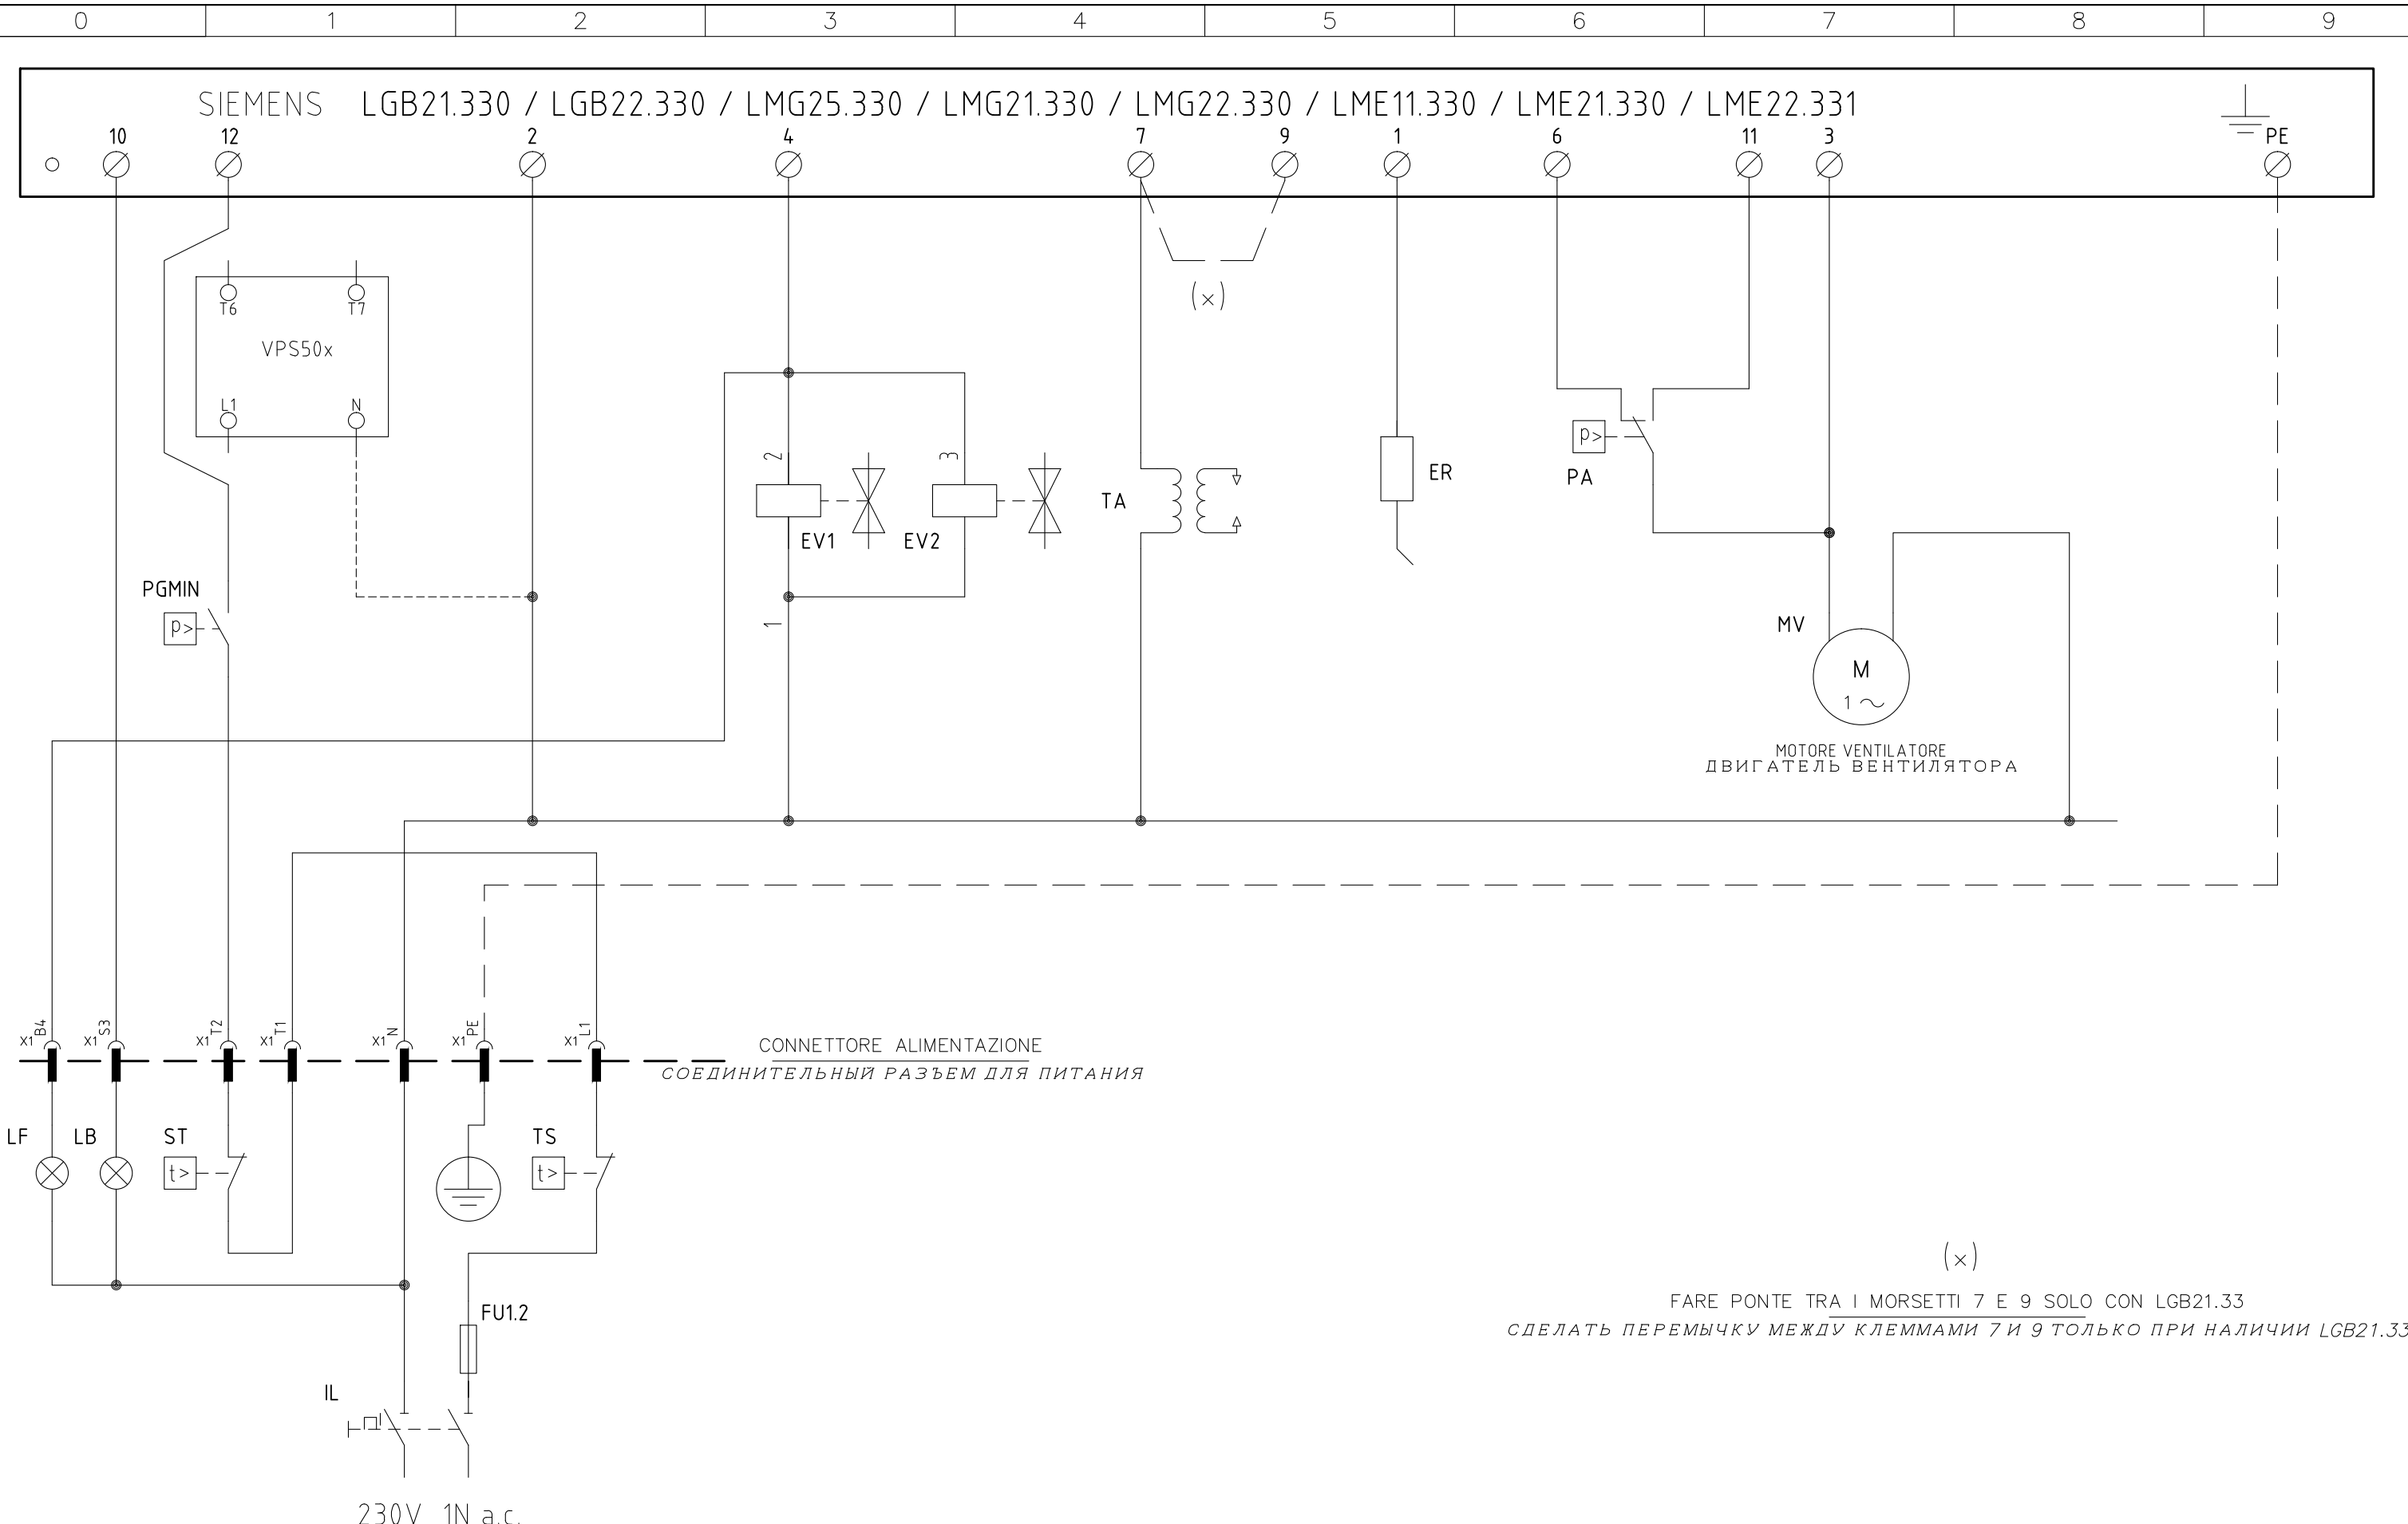 0 1 2 3 4 5 6 7 8 9
SIEMENS LGB21.330 / LGB22.330 / LMG25.330 / LMG21.330 / LMG22.330 / LME11.330 / LME21.330 / LME22.331
10 12 2 4 7 9 1 6 11 3 PE
T6 T7
(x)
VPS50x
L1 N
p>
2 3
ER
PA
TA
EV1 EV2
PGMIN
p>
1
MV
M
1~
MOTORE VENTILATORE
ДВИГАТЕЛЬ ВЕНТИЛЯТОРА
X1 B4 X1 S3 X1 T2 X1 T1 X1 N X1 PE X1 L1
CONNETTORE ALIMENTAZIONE
СОЕДИНИТЕЛЬНЫЙ РАЗЪЕМ ДЛЯ ПИТАНИЯ
LF LB ST TS
t> t>
(x)
FARE PONTE TRA I MORSETTI 7 E 9 SOLO CON LGB21.33
СДЕЛАТЬ ПЕРЕМЫЧКУ МЕЖДУ КЛЕММАМИ 7 И 9 ТОЛЬКО ПРИ НАЛИЧИИ LGB21.33
FU1.2
IL
230V 1N a.c.